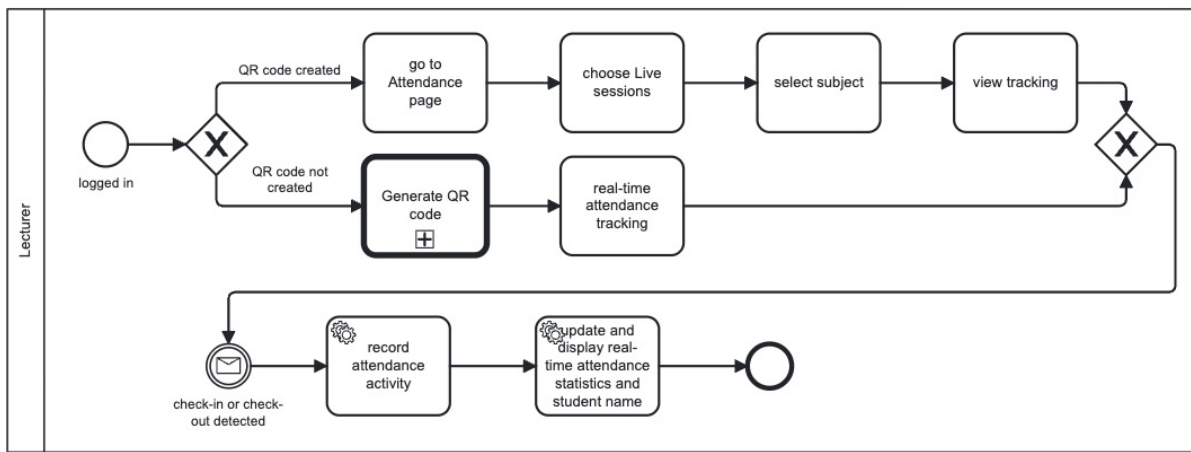 Lecturer
logged in
QR code created
go to
Attendance
page
choose Live
sessions
select subject
view tracking
QR code not
created
Generate QR
code
real-time
attendance
tracking
check-in or check-
out detected
record
attendance
activity
update and
display real-
time attendance
statistics and
student name